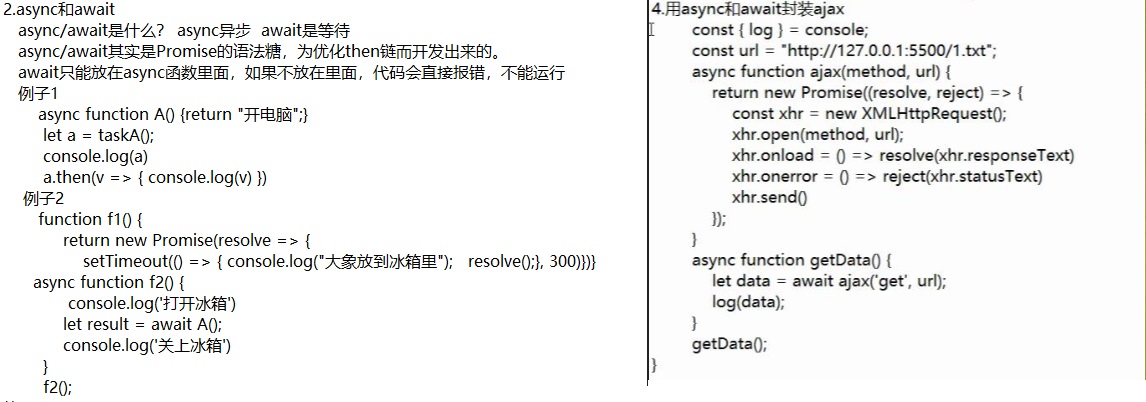 2.async和await
async/await是什么？ async异步 await是等待
async/await其实是Promise的语法糖，为优化then链而开发出来的。
await只能放在async函数里面，如果不放在里面，代码会直接报错，不能运行
例子1
async function A() {return "开电脑";}
let a = taskA();
console.log(a)
a.then(v => { console.log(v) })
例子2
function f1() {
return new Promise(resolve => {
setTimeout(() => { console.log("大象放到冰箱里"); resolve();}, 300)})}
async function f2() {
console.log('打开冰箱')
let result = await A();
console.log('关上冰箱')
}
f2();
4.用async和await封装ajax
const { log } = console;
const url = "http://127.0.0.1:5500/1.txt";
async function ajax(method, url) {
return new Promise((resolve, reject) => {
const xhr = new XMLHttpRequest();
xhr.open(method, url);
xhr.onload = () => resolve(xhr.responseText)
xhr.onerror = () => reject(xhr.statusText)
xhr.send()
});
}
async function getData() {
let data = await ajax('get', url);
log(data);
}
getData();
}